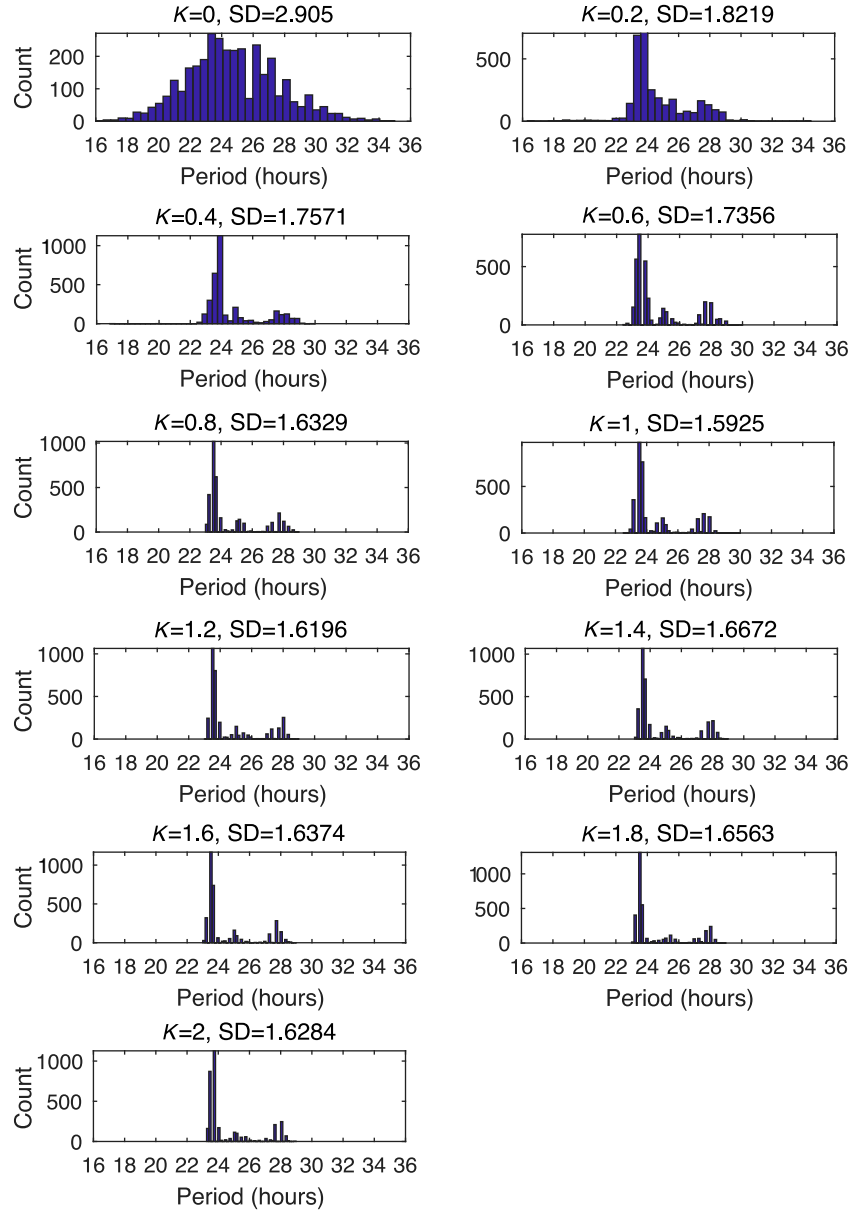 K=0, SD=2.905
Count
200
100
0
16 18 20 22 24 26 28 30 32 34 36
Period (hours)
K=0.2, SD=1.8219
500
0
16 18 20 22 24 26 28 30 32 34 36
Period (hours)
K=0.4, SD=1.7571
Count
1000
500
0
16 18 20 22 24 26 28 30 32 34 36
Period (hours)
K=0.6, SD=1.7356
500
0
16 18 20 22 24 26 28 30 32 34 36
Period (hours)
K=0.8, SD=1.6329
Count
1000
500
0
16 18 20 22 24 26 28 30 32 34 36
Period (hours)
K=1, SD=1.5925
500
0
16 18 20 22 24 26 28 30 32 34 36
Period (hours)
K=1.2, SD=1.6196
Count
1000
500
0
16 18 20 22 24 26 28 30 32 34 36
Period (hours)
K=1.4, SD=1.6672
1000
500
0
16 18 20 22 24 26 28 30 32 34 36
Period (hours)
K=1.6, SD=1.6374
Count
1000
500
0
16 18 20 22 24 26 28 30 32 34 36
Period (hours)
K=1.8, SD=1.6563
1000
500
0
16 18 20 22 24 26 28 30 32 34 36
Period (hours)
K=2, SD=1.6284
Count
1000
500
0
16 18 20 22 24 26 28 30 32 34 36
Period (hours)